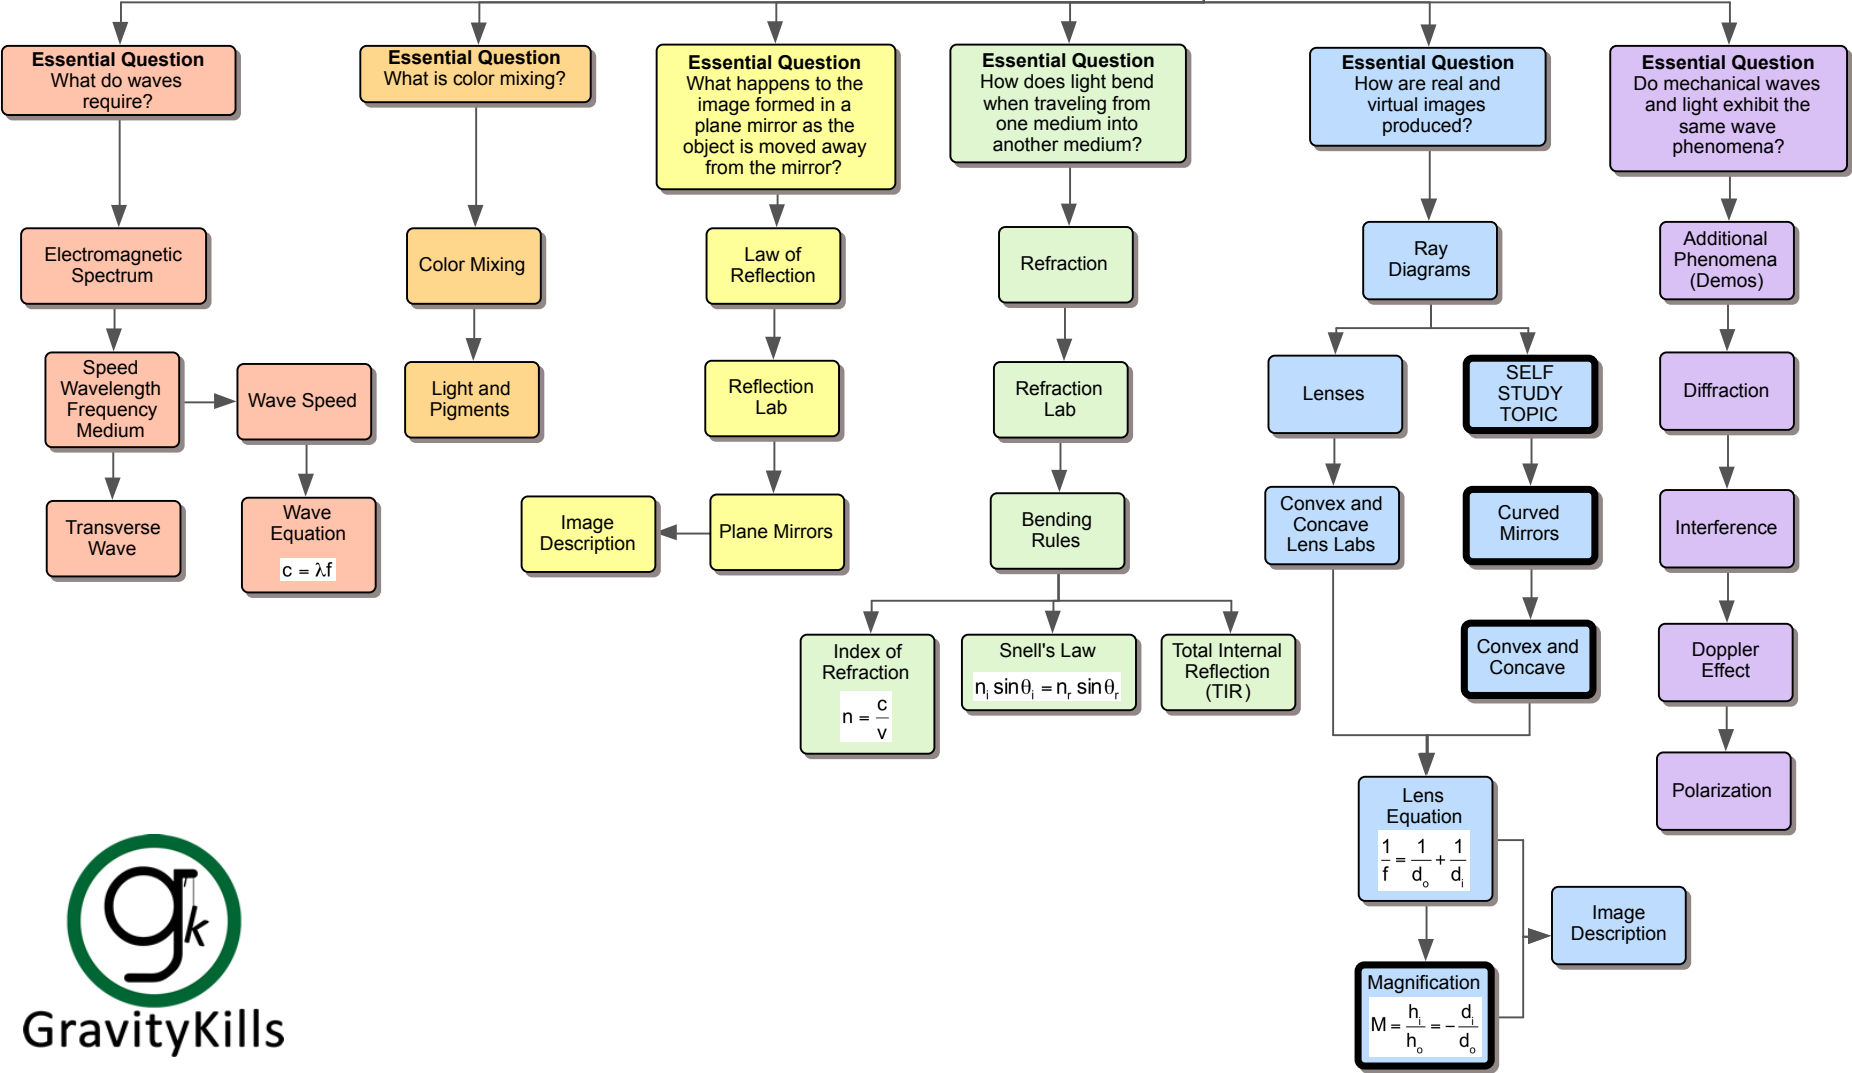 Essential Question
What do waves
require?
Electromagnetic
Spectrum
Speed
Wavelength
Frequency
Medium
Wave Speed
Transverse
Wave
Wave
Equation
c = λf
Essential Question
What is color mixing?
Color Mixing
Light and
Pigments
Essential Question
What happens to the
image formed in a
plane mirror as the
object is moved away
from the mirror?
Law of
Reflection
Reflection
Lab
Plane Mirrors
Image
Description
Essential Question
How does light bend
when traveling from
one medium into
another medium?
Refraction
Refraction
Lab
Bending
Rules
Index of
Refraction
n = c/v
Snell's Law
nᵢ sinθᵢ = nᵣ sinθᵣ
Total Internal
Reflection
(TIR)
Essential Question
How are real and
virtual images
produced?
Ray
Diagrams
Lenses
Convex and
Concave
Lens Labs
SELF
STUDY
TOPIC
Curved
Mirrors
Convex and
Concave
Lens
Equation
1/f = 1/dₒ + 1/dᵢ
Magnification
M = hᵢ/hₒ = − dᵢ/dₒ
Image
Description
Essential Question
Do mechanical waves
and light exhibit the
same wave
phenomena?
Additional
Phenomena
(Demos)
Diffraction
Interference
Doppler
Effect
Polarization
gk
GravityKills